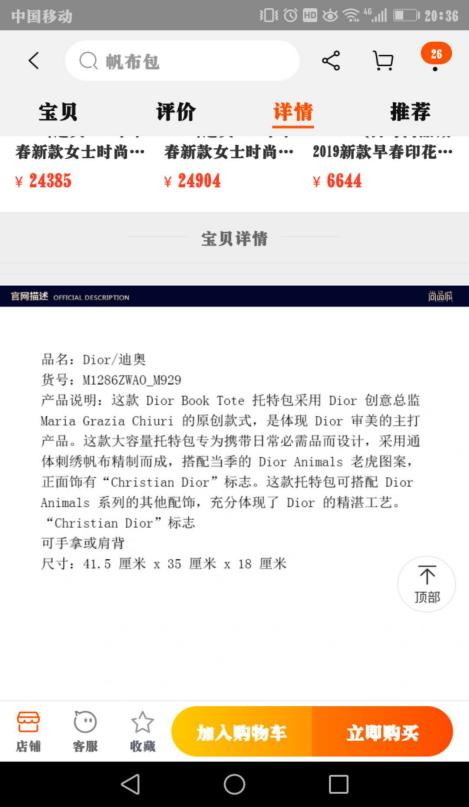 中国移动
HD
4G
20:36
帆布包
26
宝贝
评价
详情
推荐
春新款女士时尚…
春新款女士时尚…
2019新款早春印花…
¥ 24385
¥ 24904
¥ 6644
宝贝详情
官网描述 OFFICIAL DESCRIPTION
尚品城
品名：Dior/迪奥
货号：M1286ZWAO_M929
产品说明：这款 Dior Book Tote 托特包采用 Dior 创意总监
Maria Grazia Chiuri 的原创款式，是体现 Dior 审美的主打
产品。这款大容量托特包专为携带日常必需品而设计，采用通
体刺绣帆布精制而成，搭配当季的 Dior Animals 老虎图案，
正面饰有“Christian Dior”标志。这款托特包可搭配 Dior
Animals 系列的其他配饰，充分体现了 Dior 的精湛工艺。
“Christian Dior”标志
可手拿或肩背
尺寸：41.5 厘米 x 35 厘米 x 18 厘米
顶部
店铺
客服
收藏
加入购物车
立即购买